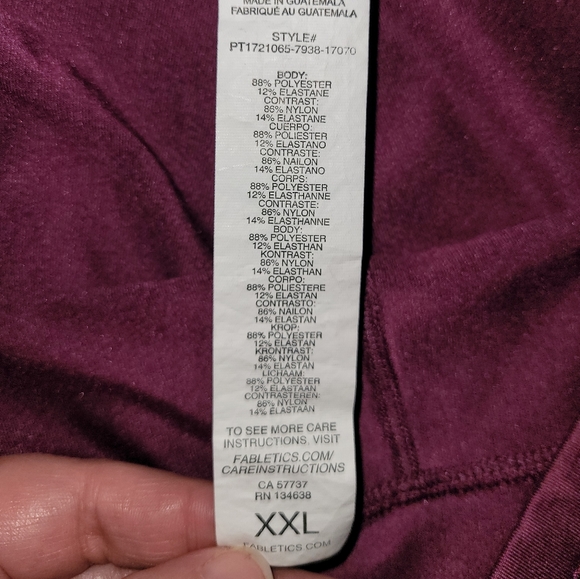 MADE IN GUATEMALA
FABRIQUÉ AU GUATEMALA
STYLE#
PT1721065-7938-17070
BODY:
88% POLYESTER
12% ELASTANE
CONTRAST:
86% NYLON
14% ELASTANE
CUERPO:
88% POLIESTER
12% ELASTANO
CONTRASTE:
86% NAILON
14% ELASTANO
CORPS:
88% POLYESTER
12% ELASTHANNE
CONTRASTE:
86% NYLON
14% ELASTHANNE
BODY:
88% POLYESTER
12% ELASTHAN
KONTRAST:
86% NYLON
14% ELASTHAN
CORPO:
88% POLIESTERE
12% ELASTAN
CONTRASTO:
86% NAILON
14% ELASTAN
KROP:
88% POLYESTER
12% ELASTAN
KRONTRAST:
86% NYLON
14% ELASTAN
LICHAAM:
88% POLYESTER
12% ELASTAAN
CONTRASTEREN:
86% NYLON
14% ELASTAAN
TO SEE MORE CARE
INSTRUCTIONS, VISIT
FABLETICS.COM/
CAREINSTRUCTIONS
CA 57737
RN 134638
XXL
FABLETICS.COM